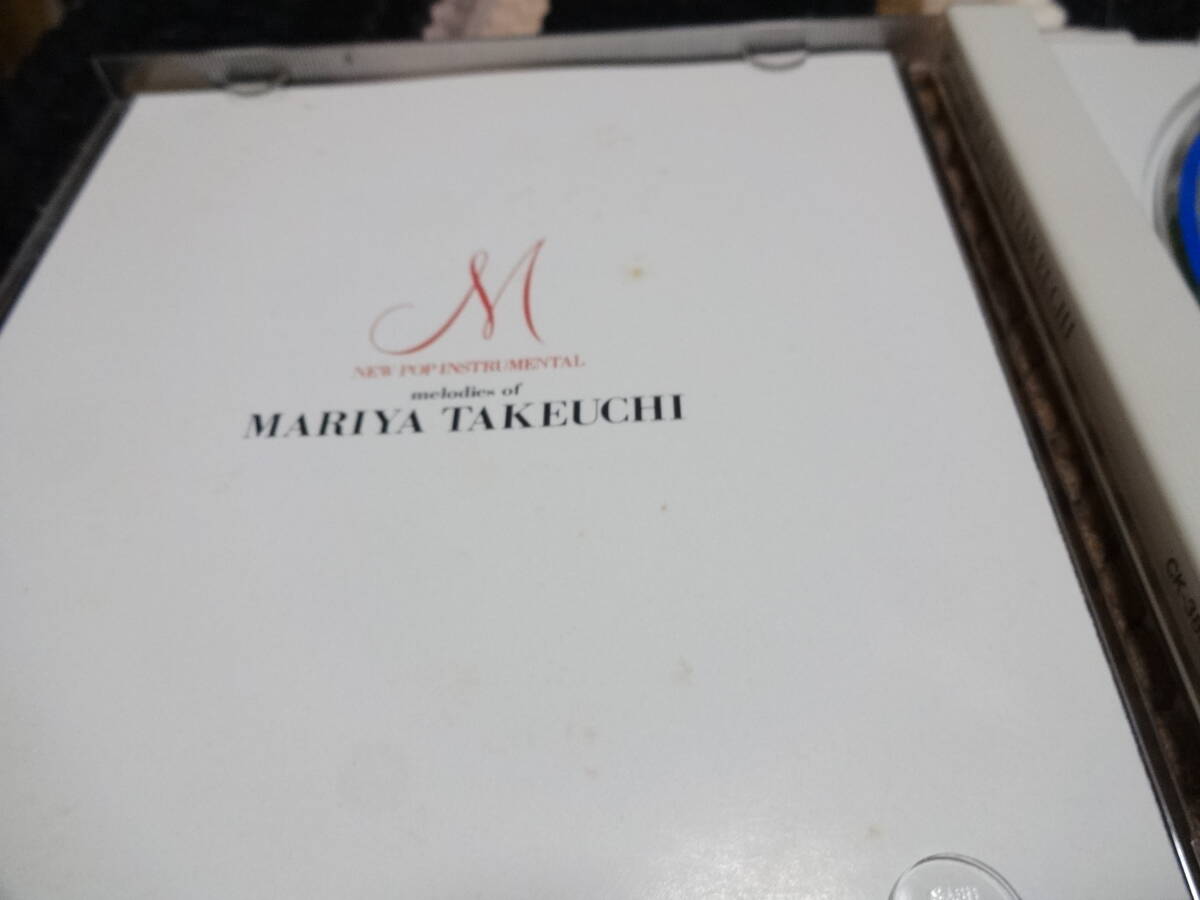 M
NEW POP INSTRUMENTAL
melodies of
MARIYA TAKEUCHI